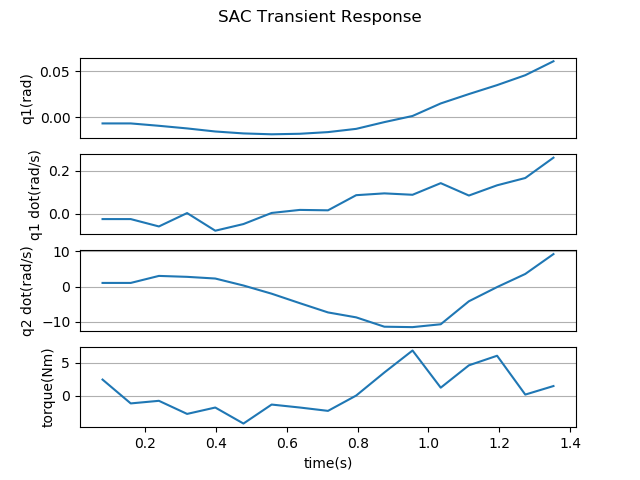 SAC Transient Response
0.05
0.00
q1(rad)
0.2
0.0
q1 dot(rad/s)
10
0
−10
q2 dot(rad/s)
5
0
torque(Nm)
0.2 0.4 0.6 0.8 1.0 1.2 1.4
time(s)